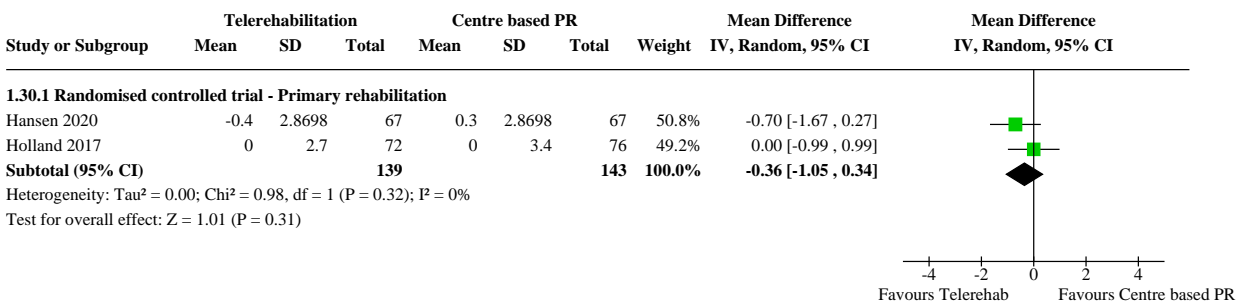 Telerehabilitation Centre based PR Mean Difference Mean Difference
Study or Subgroup Mean SD Total Mean SD Total Weight IV, Random, 95% CI IV, Random, 95% CI
1.30.1 Randomised controlled trial - Primary rehabilitation
Hansen 2020 -0.4 2.8698 67 0.3 2.8698 67 50.8% -0.70 [-1.67 , 0.27]
Holland 2017 0 2.7 72 0 3.4 76 49.2% 0.00 [-0.99 , 0.99]
Subtotal (95% CI) 139 143 100.0% -0.36 [-1.05 , 0.34]
Heterogeneity: Tau² = 0.00; Chi² = 0.98, df = 1 (P = 0.32); I² = 0%
Test for overall effect: Z = 1.01 (P = 0.31)
-4 -2 0 2 4
Favours Telerehab Favours Centre based PR